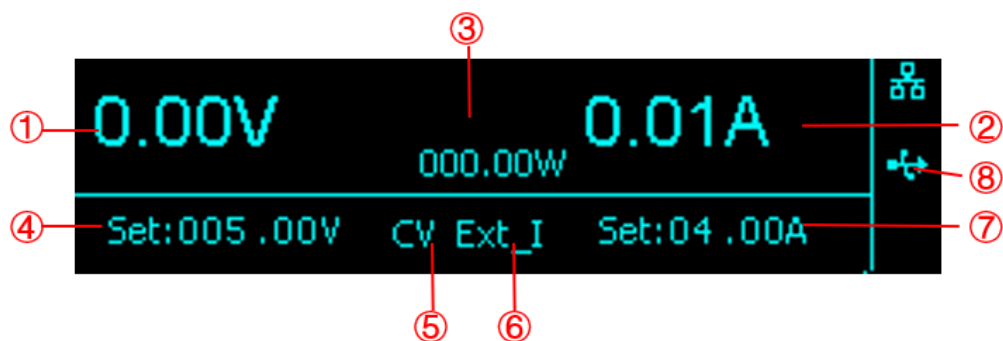 ③
① 0.00V 0.01A ②
000.00W
⑧
④ Set:005.00V CV Ext_I Set:04.00A ⑦
⑤ ⑥